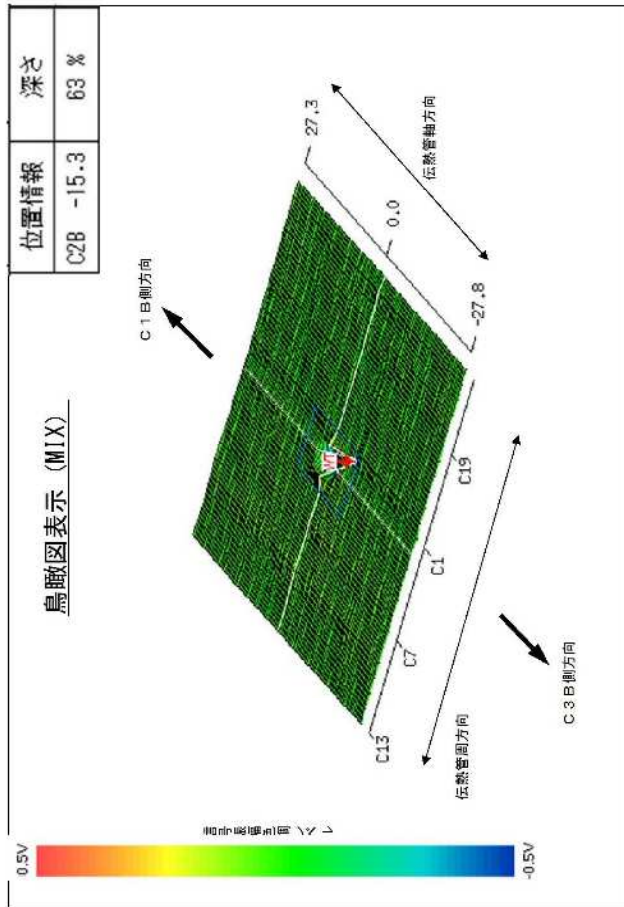 鳥瞰図表示 (MIX)
位置情報 深さ
C2B -15.3 63 %
C1B側方向
27.3
0.0
-27.8
伝熱管軸方向
WT
C13
C7
C1
C19
伝熱管周方向
C3B側方向
0.5V
-0.5V